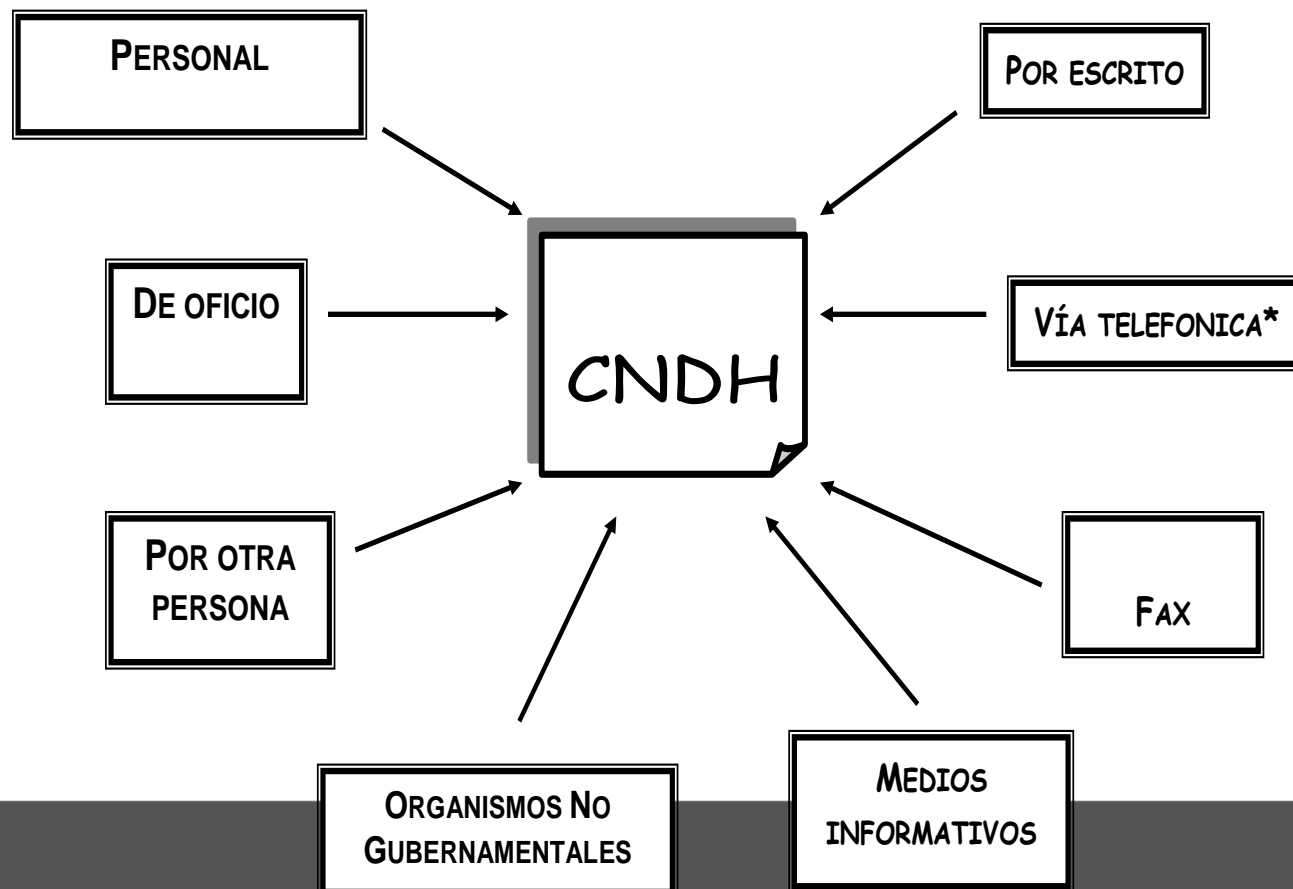 PERSONAL
POR ESCRITO
DE OFICIO
VÍA TELEFONICA*
CNDH
POR OTRA
PERSONA
FAX
ORGANISMOS NO
GUBERNAMENTALES
MEDIOS
INFORMATIVOS